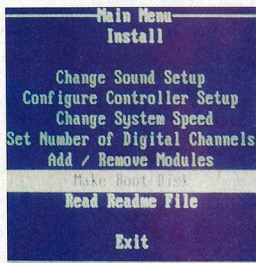 Main Menu
Install
Change Sound Setup
Configure Controller Setup
Change System Speed
Set Number of Digital Channels
Add / Remove Modules
Make Boot Disk
Read Readme File
Exit